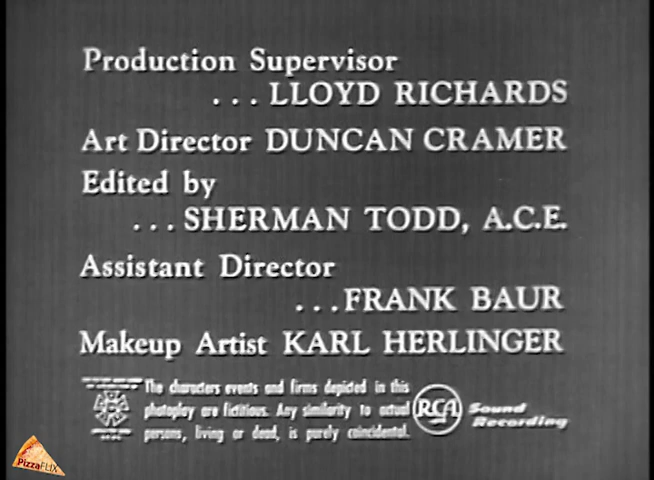 Production Supervisor
...LLOYD RICHARDS
Art Director DUNCAN CRAMER
Edited by
...SHERMAN TODD, A.C.E.
Assistant Director
...FRANK BAUR
Makeup Artist KARL HERLINGER
The characters events and firms depicted in this
photoplay are fictitious. Any similarity to actual
persons, living or dead, is purely coincidental.
RCA Sound
Recording
PizzaFLIX